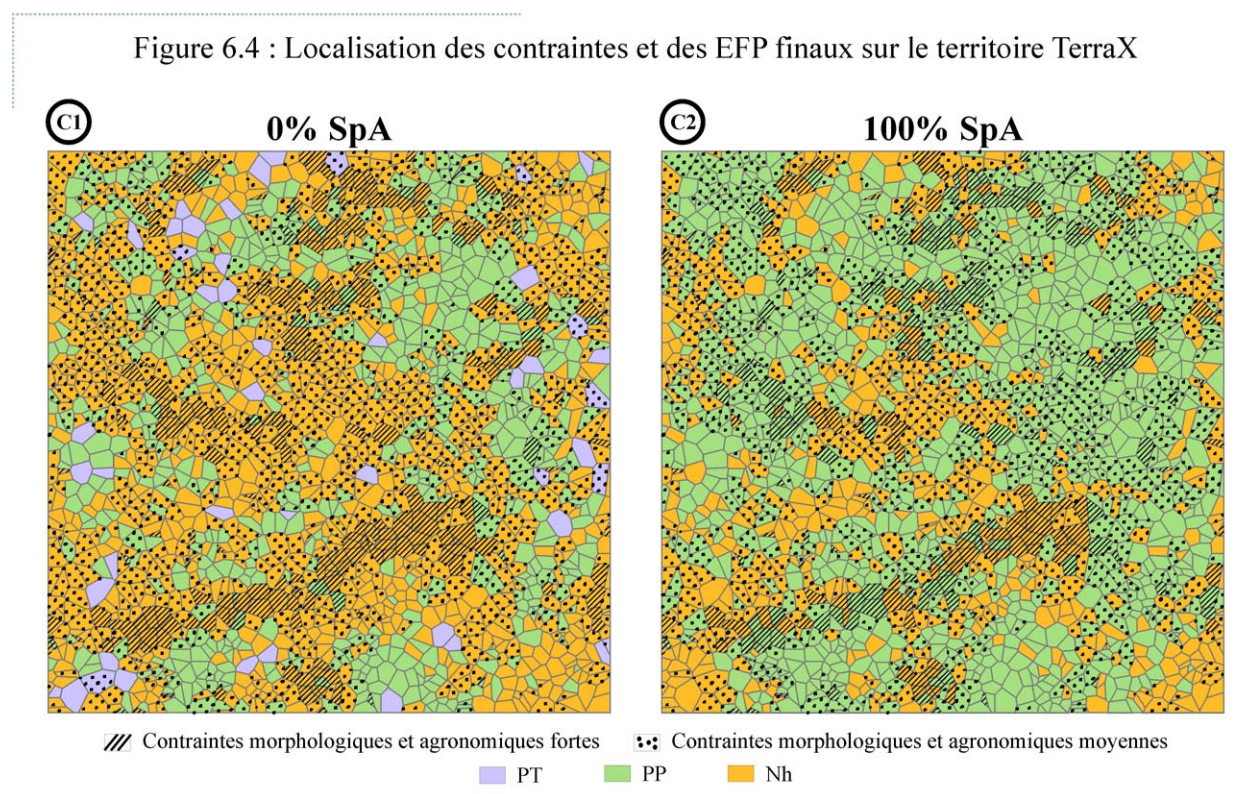 Figure 6.4 : Localisation des contraintes et des EFP finaux sur le territoire TerraX
C1 0% SpA C2 100% SpA
Contraintes morphologiques et agronomiques fortes Contraintes morphologiques et agronomiques moyennes
PT PP Nh